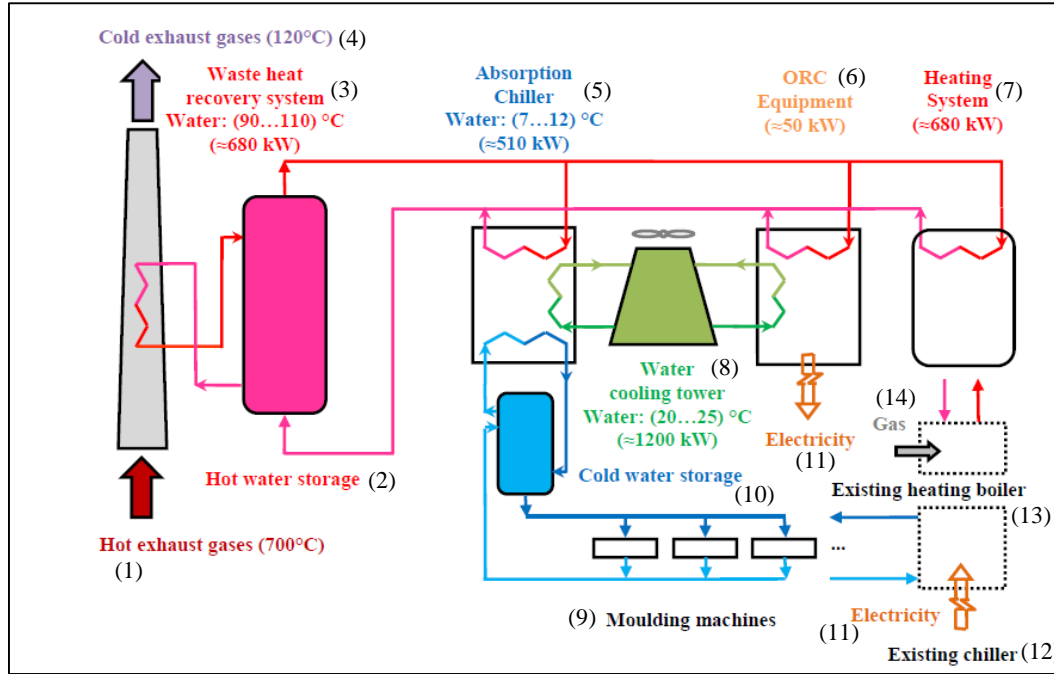 Cold exhaust gases (120°C) (4)
Waste heat
recovery system (3)
Water: (90…110) °C
(≈680 kW)
Absorption
Chiller (5)
Water: (7…12) °C
(≈510 kW)
ORC (6)
Equipment
(≈50 kW)
Heating
System (7)
(≈680 kW)
Water (8)
cooling tower
Water: (20…25) °C
(≈1200 kW)
Electricity
(11)
(14)
Gas
Hot water storage (2)
Cold water storage
(10)
Existing heating boiler
(13)
Hot exhaust gases (700°C)
(1)
...
(9) Moulding machines
(11) Electricity
Existing chiller (12)